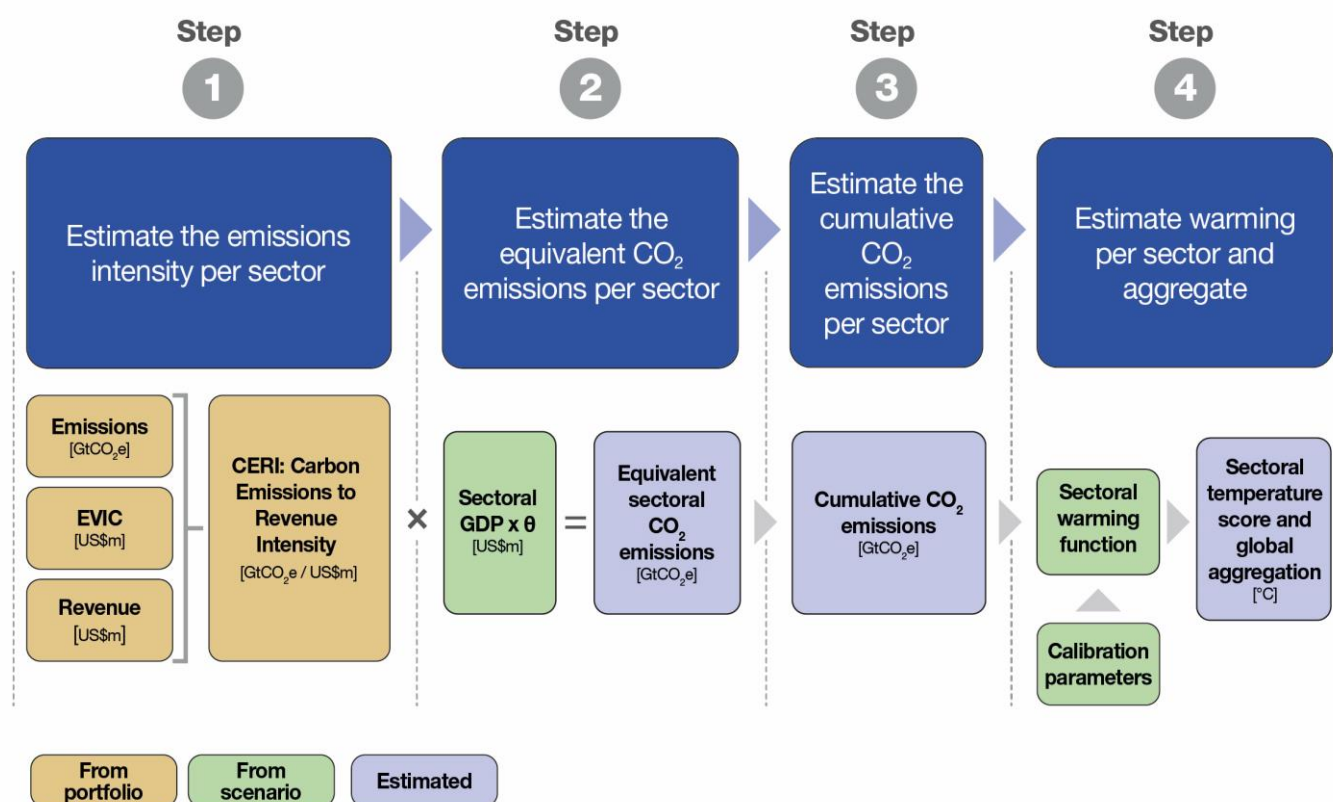 Step
1
Step
2
Step
3
Step
4
Estimate the emissions
intensity per sector
Estimate the
equivalent CO₂
emissions per sector
Estimate the
cumulative
CO₂
emissions
per sector
Estimate warming
per sector and
aggregate
Emissions
[GtCO₂e]
EVIC
[US$m]
Revenue
[US$m]
CERI: Carbon
Emissions to
Revenue
Intensity
[GtCO₂e / US$m]
×
Sectoral
GDP x θ
[US$m]
=
Equivalent
sectoral
CO₂
emissions
[GtCO₂e]
Cumulative CO₂
emissions
[GtCO₂e]
Sectoral
warming
function
Calibration
parameters
Sectoral
temperature
score and
global
aggregation
[°C]
From
portfolio
From
scenario
Estimated